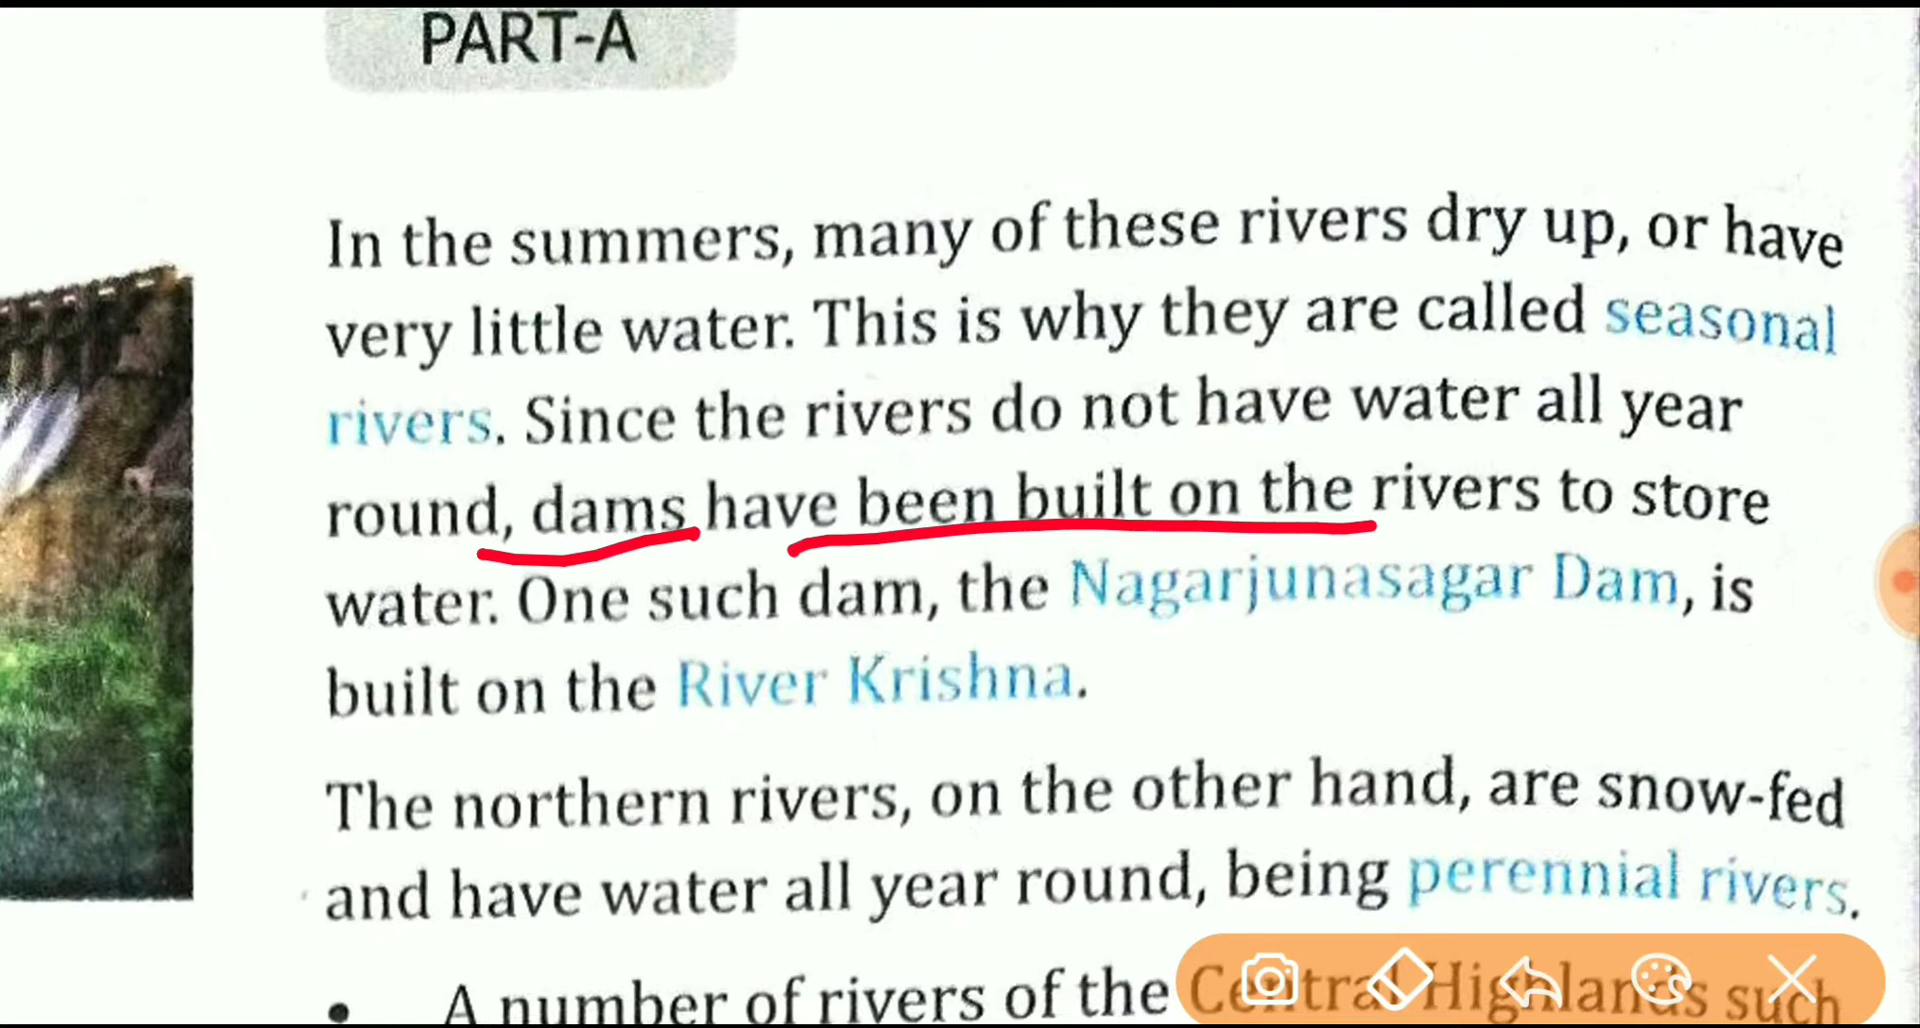 PART-A
In the summers, many of these rivers dry up, or have
very little water. This is why they are called seasonal
rivers. Since the rivers do not have water all year
round, dams have been built on the rivers to store
water. One such dam, the Nagarjunasagar Dam, is
built on the River Krishna.
The northern rivers, on the other hand, are snow-fed
and have water all year round, being perennial rivers.
• A number of rivers of the Central Highlands such